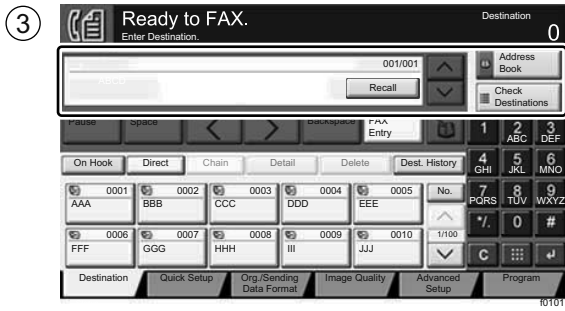 3
Ready to FAX.
Enter Destination.
Destination
0
001/001
Recall
Address
Book
Check
Destinations
Pause Space Backspace FAX
Entry
1 2 ABC 3 DEF
On Hook Direct Chain Detail Delete Dest. History
4 GHI 5 JKL 6 MNO
0001 0002 0003 0004 0005 No.
AAA BBB CCC DDD EEE
7 PQRS 8 TUV 9 WXYZ
*/. 0 #
0006 0007 0008 0009 0010 1/100
FFF GGG HHH III JJJ
C
Destination Quick Setup Org./Sending
Data Format Image Quality Advanced
Setup Program
f0101